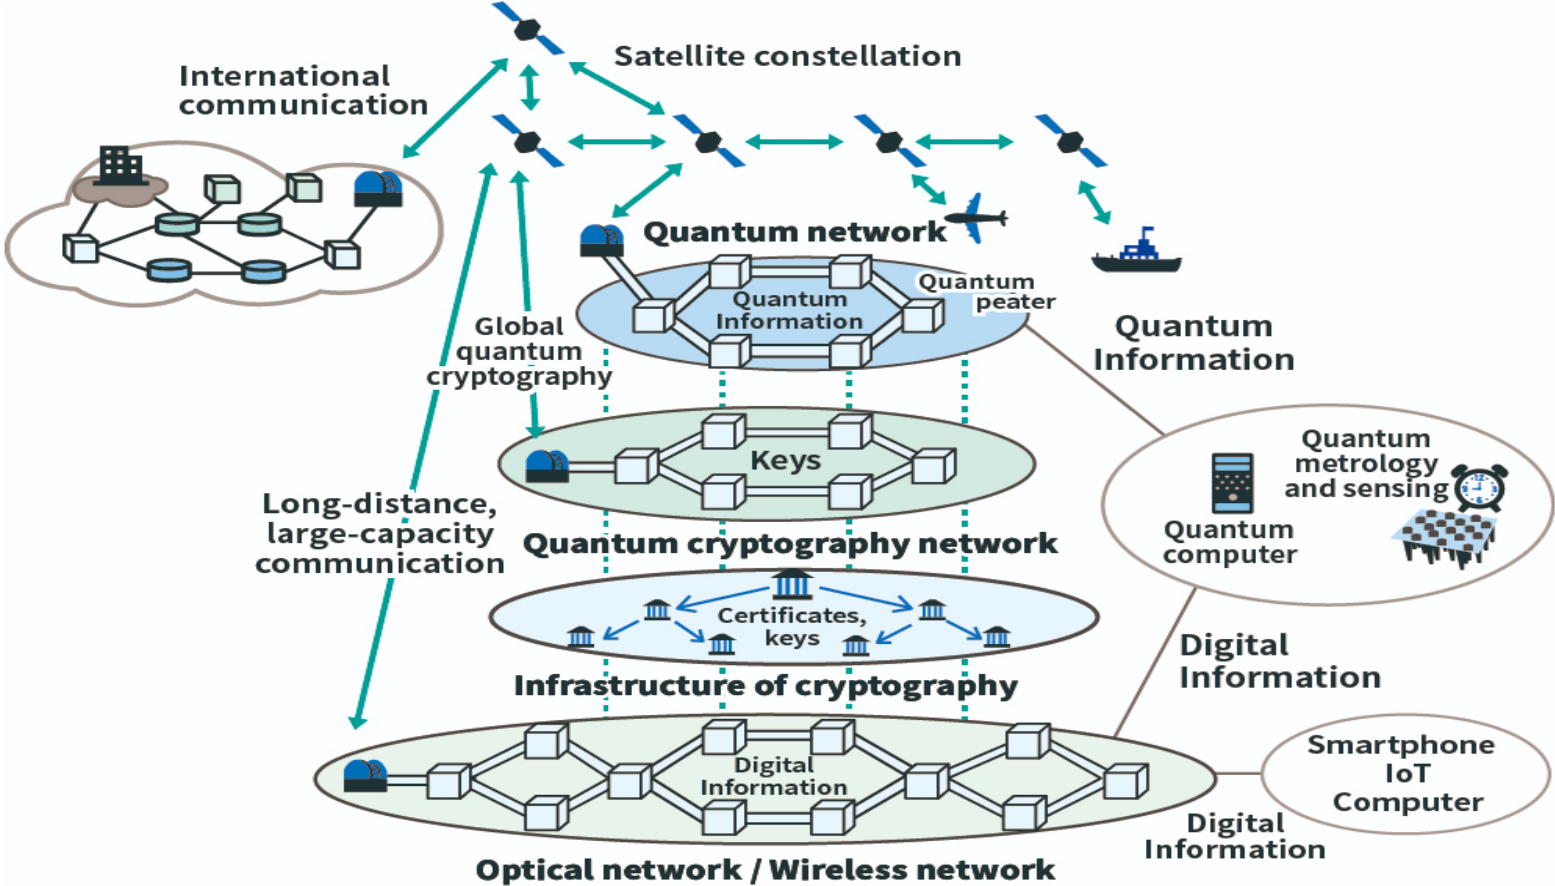 Satellite constellation
International
communication
Quantum network
Quantum
peater
Quantum
Information
Quantum
Information
Global
quantum
cryptography
Keys
Quantum
metrology
and sensing
Quantum
computer
Long-distance,
large-capacity
communication
Quantum cryptography network
Certificates,
keys
Infrastructure of cryptography
Digital
Information
Digital
Information
Smartphone
IoT
Computer
Digital
Information
Optical network / Wireless network